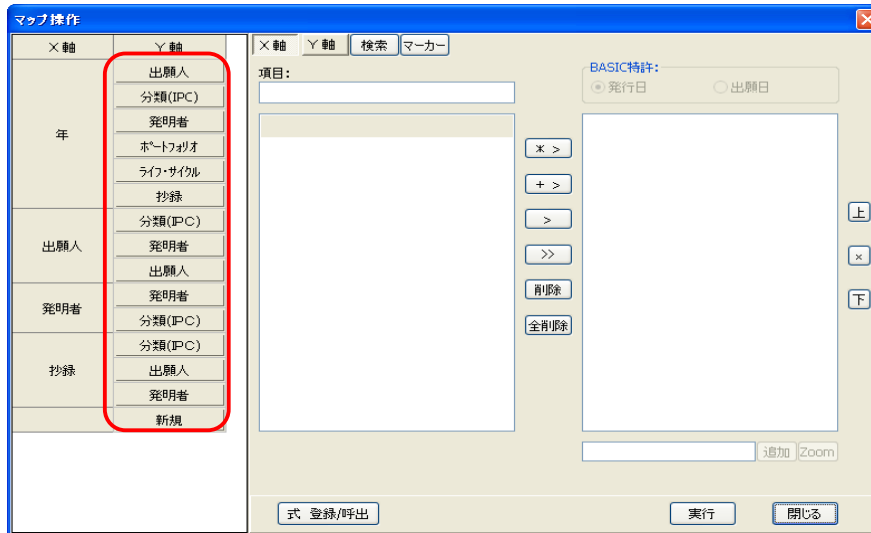 マップ操作
X軸 Y軸
年
出願人
分類(IPC)
発明者
ポートフォリオ
ライフ・サイクル
抄録
出願人
分類(IPC)
発明者
出願人
発明者
発明者
分類(IPC)
抄録
分類(IPC)
出願人
発明者
新規
X軸 Y軸 検索 マーカー
項目:
* >
+ >
>
>>
削除
全削除
BASIC特許:
発行日 出願日
上
×
下
追加 Zoom
式 登録/呼出
実行 閉じる